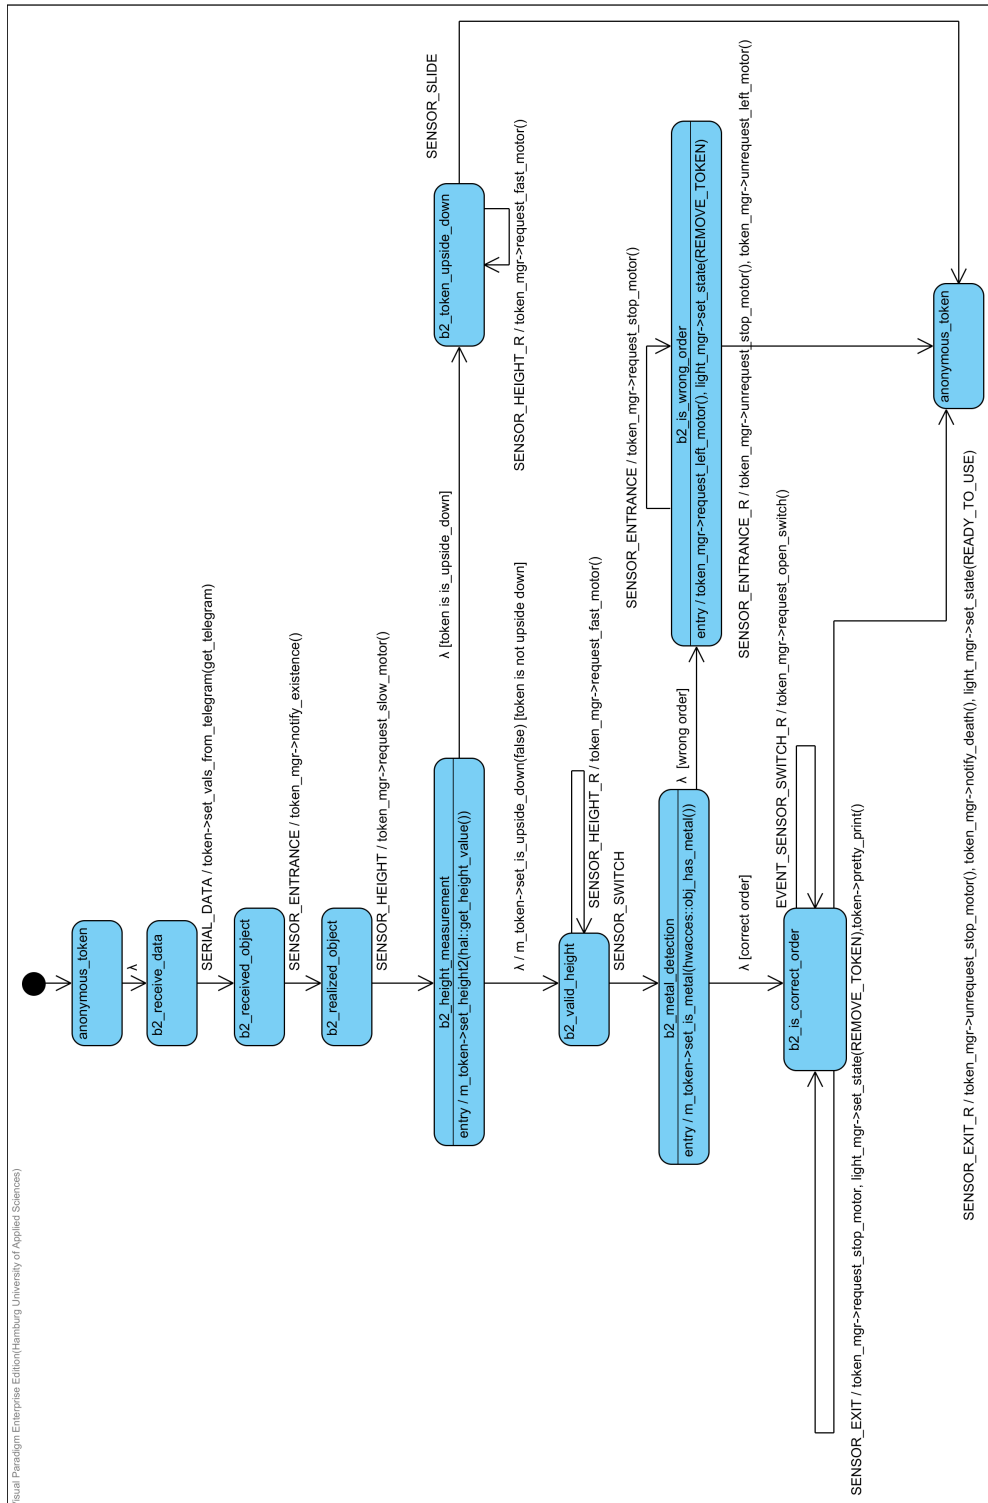 Visual Paradigm Enterprise Edition(Hamburg University of Applied Sciences)
anonymous_token
λ
b2_receive_data
SERIAL_DATA / token->set_vals_from_telegram(get_telegram)
b2_received_object
SENSOR_ENTRANCE / token_mgr->notify_existence()
b2_realized_object
SENSOR_HEIGHT / token_mgr->request_slow_motor()
b2_height_measurement
entry / m_token->set_height2(hal::get_height_value())
λ [token is is_upside_down]
b2_token_upside_down
SENSOR_SLIDE
SENSOR_HEIGHT_R / token_mgr->request_fast_motor()
λ / m_token->set_is_upside_down(false) [token is not upside down]
b2_valid_height
SENSOR_HEIGHT_R / token_mgr->request_fast_motor()
SENSOR_SWITCH
b2_metal_detection
entry / m_token->set_is_metal(hwacces::obj_has_metal())
λ [wrong order]
SENSOR_ENTRANCE / token_mgr->request_stop_motor()
b2_is_wrong_order
entry / token_mgr->request_left_motor(), light_mgr->set_state(REMOVE_TOKEN)
SENSOR_ENTRANCE_R / token_mgr->unrequest_stop_motor(), token_mgr->unrequest_left_motor()
λ [correct order]
EVENT_SENSOR_SWITCH_R / token_mgr->request_open_switch()
b2_is_correct_order
SENSOR_EXIT / token_mgr->request_stop_motor, light_mgr->set_state(REMOVE_TOKEN),token->pretty_print()
anonymous_token
SENSOR_EXIT_R / token_mgr->unrequest_stop_motor(), token_mgr->notify_death(), light_mgr->set_state(READY_TO_USE)